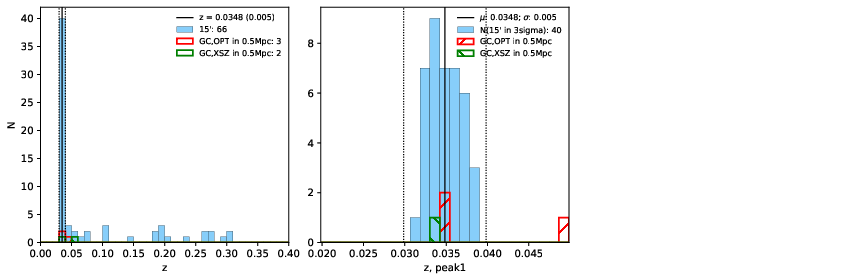 z = 0.0348 (0.005)
15': 66
GC,OPT in 0.5Mpc: 3
GC,XSZ in 0.5Mpc: 2
40
35
30
25
20
15
10
5
0
N
0.00 0.05 0.10 0.15 0.20 0.25 0.30 0.35 0.40
z
μ: 0.0348; σ: 0.005
N(15' in 3sigma): 40
GC,OPT in 0.5Mpc
GC,XSZ in 0.5Mpc
8
6
4
2
0
0.020 0.025 0.030 0.035 0.040 0.045
z, peak1